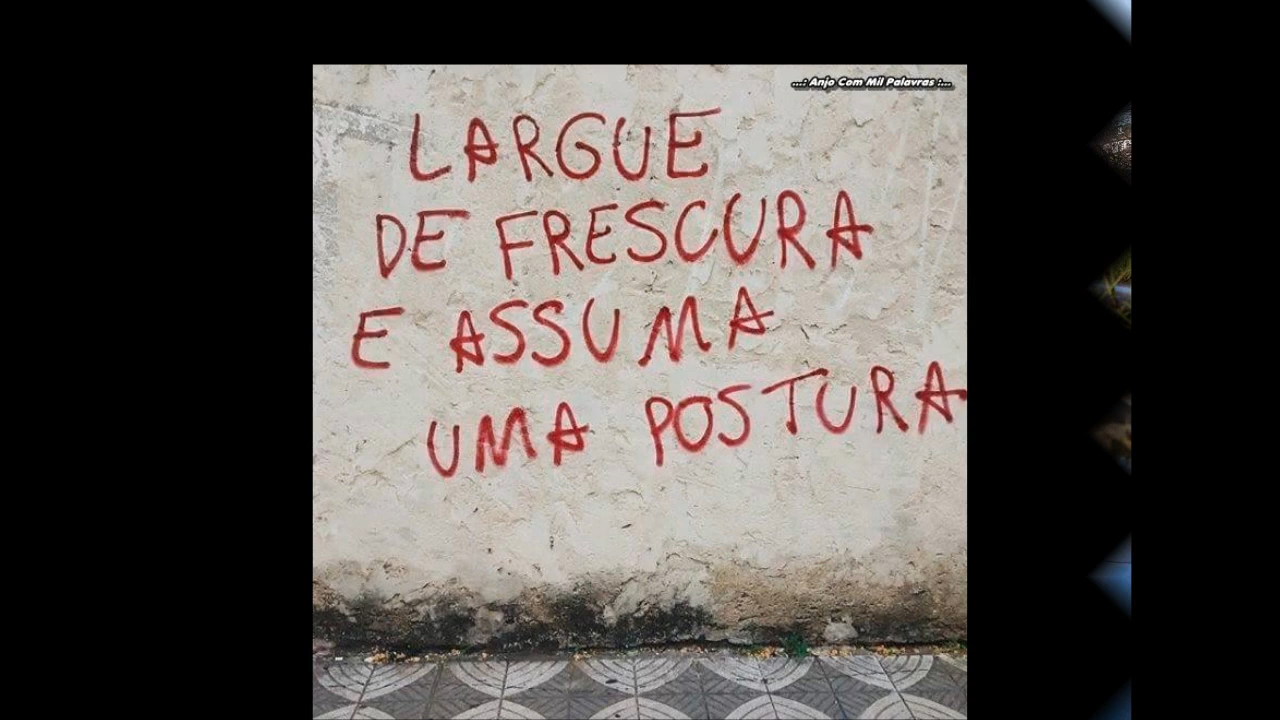 ...: Anjo Com Mil Palavras :...
LARGUE
DE FRESCURA
E ASSUMA
UMA POSTURA